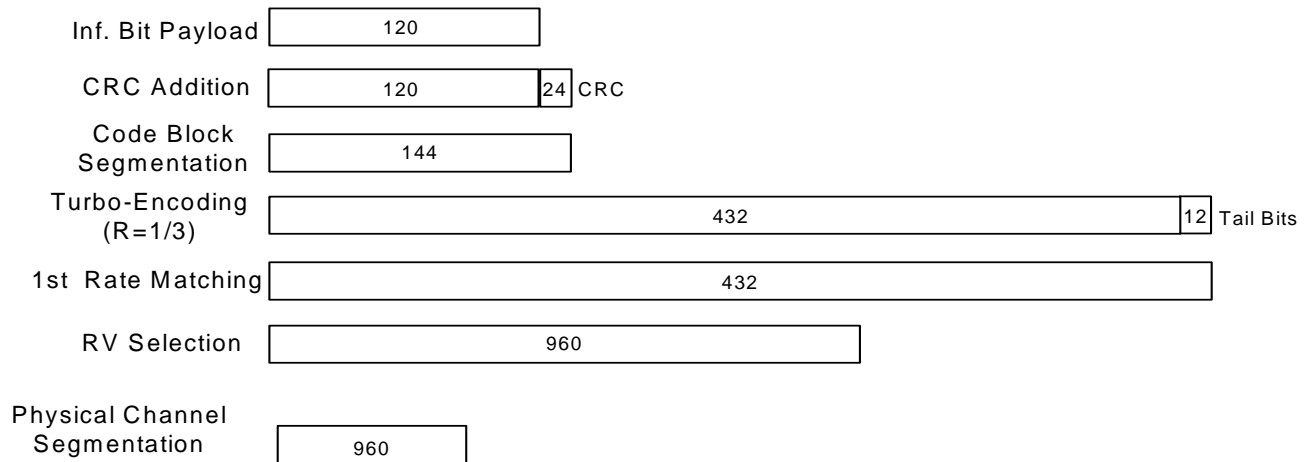 Inf. Bit Payload 120
CRC Addition 120 24 CRC
Code Block
Segmentation 144
Turbo-Encoding
(R=1/3) 432 12 Tail Bits
1st Rate Matching 432
RV Selection 960
Physical Channel
Segmentation 960